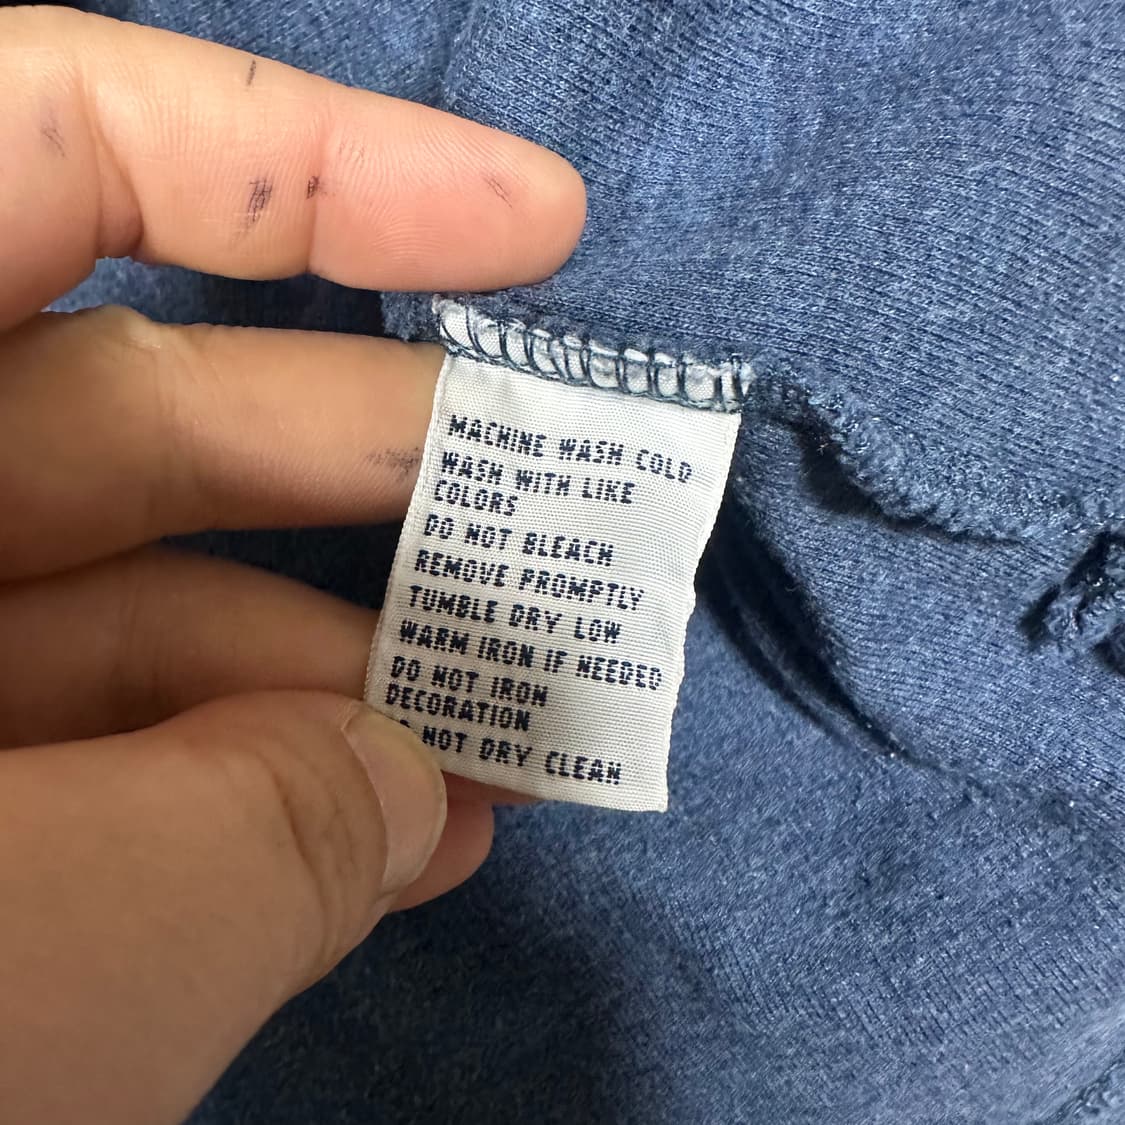 MACHINE WASH COLD
WASH WITH LIKE
COLORS
DO NOT BLEACH
REMOVE PROMPTLY
TUMBLE DRY LOW
WARM IRON IF NEEDED
DO NOT IRON
DECORATION
NOT DRY CLEAN